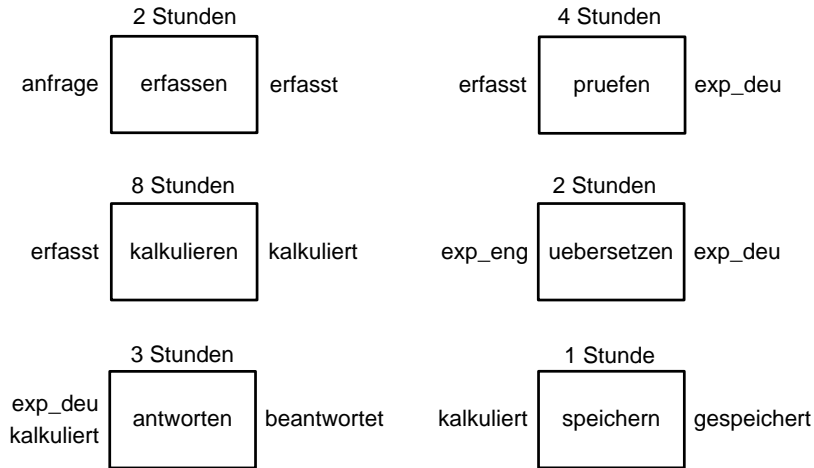 2 Stunden
anfrage erfassen erfasst
4 Stunden
erfasst pruefen exp_deu
8 Stunden
erfasst kalkulieren kalkuliert
2 Stunden
exp_eng uebersetzen exp_deu
3 Stunden
exp_deu
kalkuliert antworten beantwortet
1 Stunde
kalkuliert speichern gespeichert